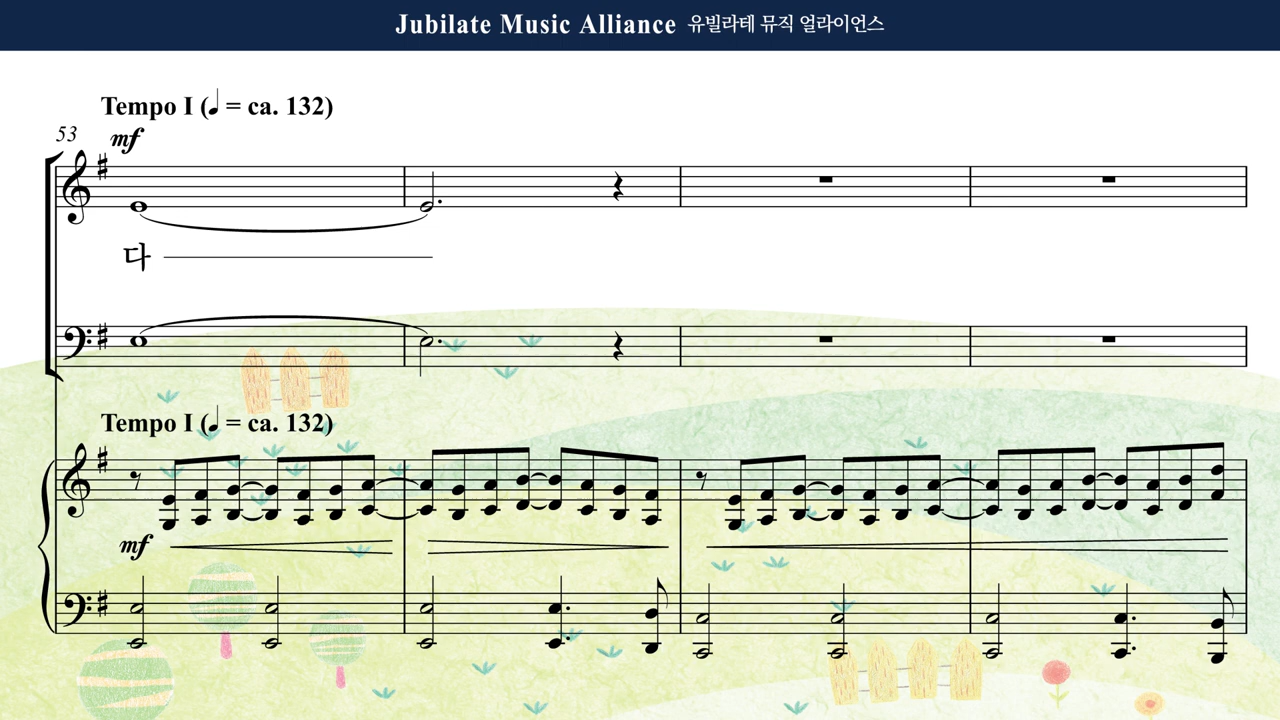 Jubilate Music Alliance 유빌라테 뮤직 얼라이언스
Tempo I (♩ = ca. 132)
53 mf
다
Tempo I (♩ = ca. 132)
mf